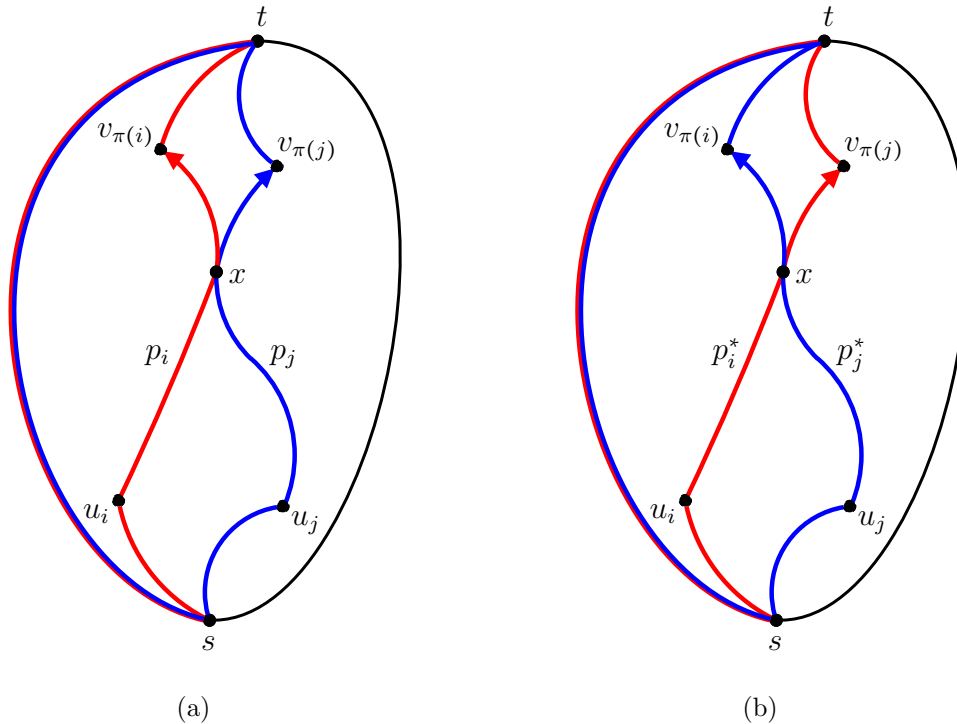 t
t
v_{π(i)}
v_{π(j)}
v_{π(i)}
v_{π(j)}
x
x
p_i
p_j
p_i^*
p_j^*
u_i
u_j
u_i
u_j
s
s
(a)
(b)